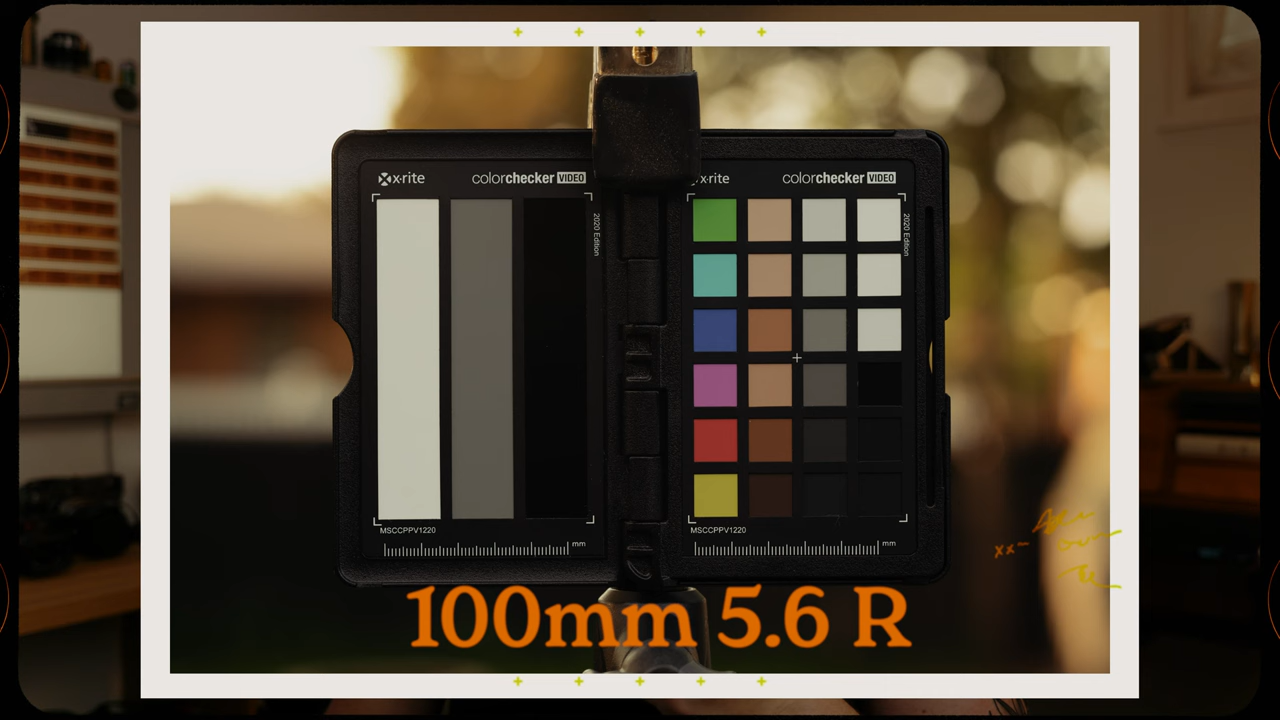 x-rite
colorchecker VIDEO
2020 Edition
MSCCPPV1220
mm
x-rite
colorchecker VIDEO
2020 Edition
MSCCPPV1220
mm
100mm 5.6 R